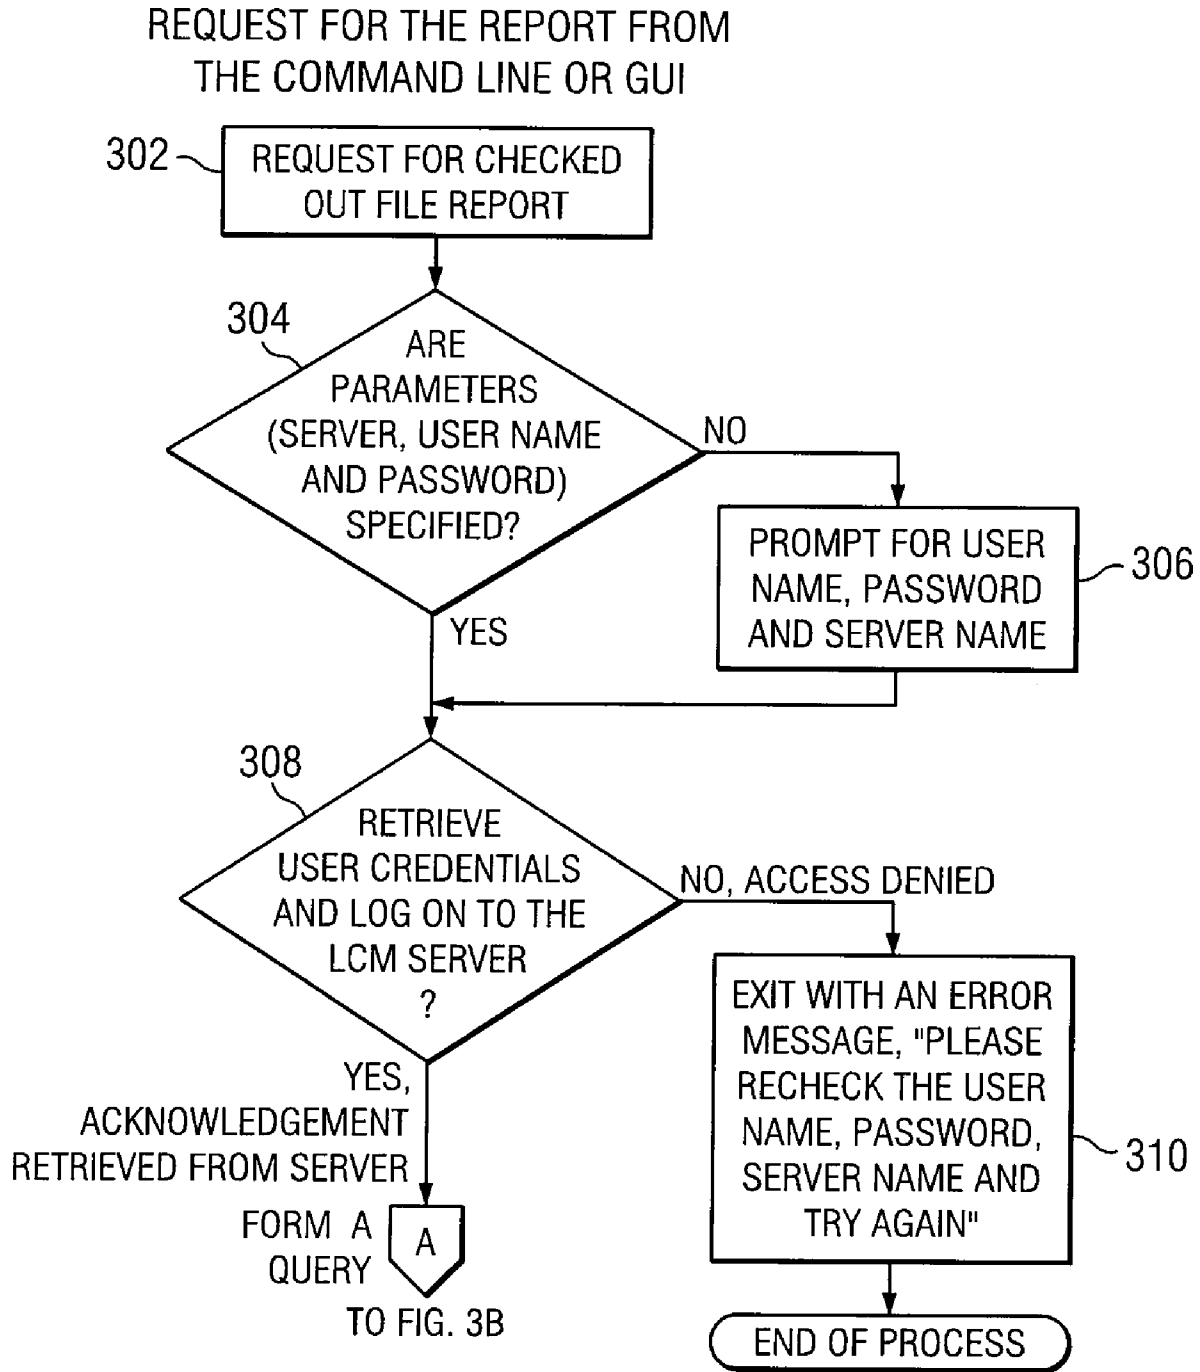 REQUEST FOR THE REPORT FROM
THE COMMAND LINE OR GUI
302
REQUEST FOR CHECKED
OUT FILE REPORT
304
ARE
PARAMETERS
(SERVER, USER NAME
AND PASSWORD)
SPECIFIED?
NO
PROMPT FOR USER
NAME, PASSWORD
AND SERVER NAME
306
YES
308
RETRIEVE
USER CREDENTIALS
AND LOG ON TO THE
LCM SERVER
?
NO, ACCESS DENIED
EXIT WITH AN ERROR
MESSAGE, "PLEASE
RECHECK THE USER
NAME, PASSWORD,
SERVER NAME AND
TRY AGAIN"
310
YES,
ACKNOWLEDGEMENT
RETRIEVED FROM SERVER
FORM A
QUERY
A
TO FIG. 3B
END OF PROCESS